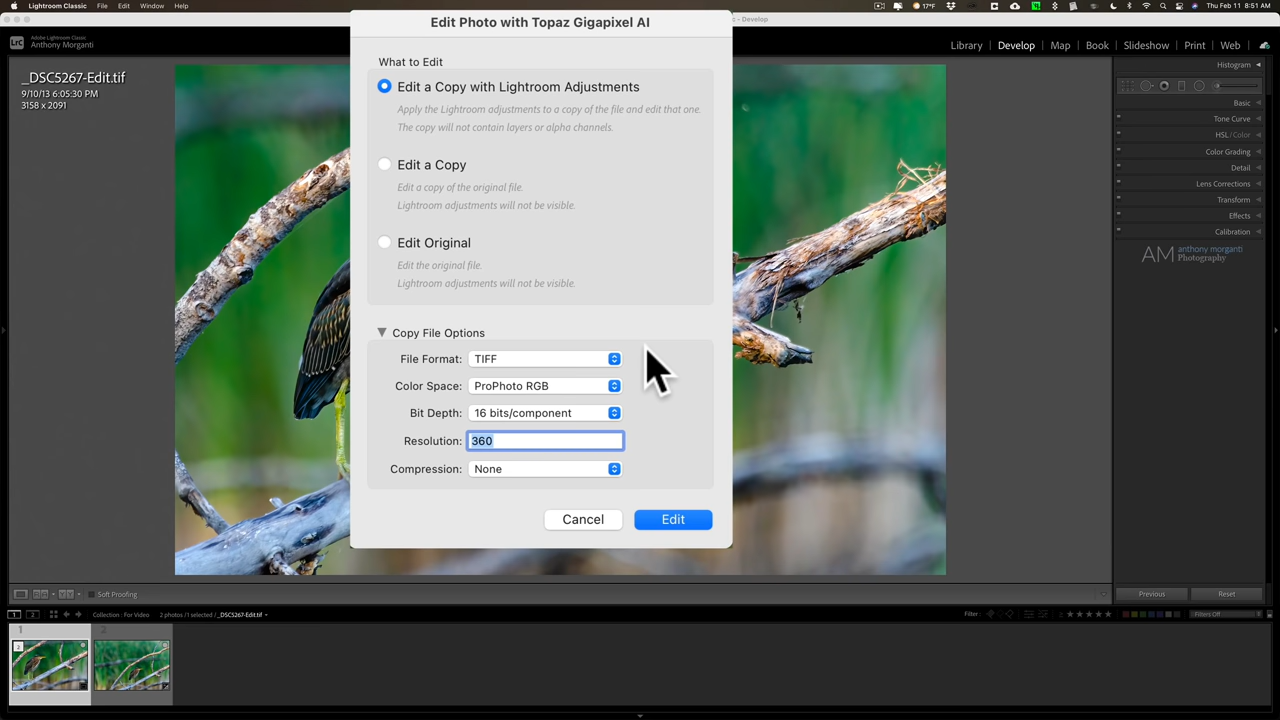 Lightroom Classic File Edit Window Help
17°F
Thu Feb 11 8:51 AM
Edit Photo with Topaz Gigapixel AI
c – Develop
Lrc
Adobe Lightroom Classic
Anthony Morganti
Library | Develop | Map | Book | Slideshow | Print | Web
_DSC5267-Edit.tif
9/10/13 6:05:30 PM
3158 x 2091
What to Edit
Edit a Copy with Lightroom Adjustments
Apply the Lightroom adjustments to a copy of the file and edit that one.
The copy will not contain layers or alpha channels.
Edit a Copy
Edit a copy of the original file.
Lightroom adjustments will not be visible.
Edit Original
Edit the original file.
Lightroom adjustments will not be visible.
Copy File Options
File Format: TIFF
Color Space: ProPhoto RGB
Bit Depth: 16 bits/component
Resolution: 360
Compression: None
Cancel
Edit
Histogram
Basic
Tone Curve
HSL / Color
Color Grading
Detail
Lens Corrections
Transform
Effects
Calibration
AM anthony morganti
Photography
Soft Proofing
Previous
Reset
1 2 Collection : For Video 2 photos / 1 selected / _DSC5267-Edit.tif
Filter :
Filters Off
1
2
2